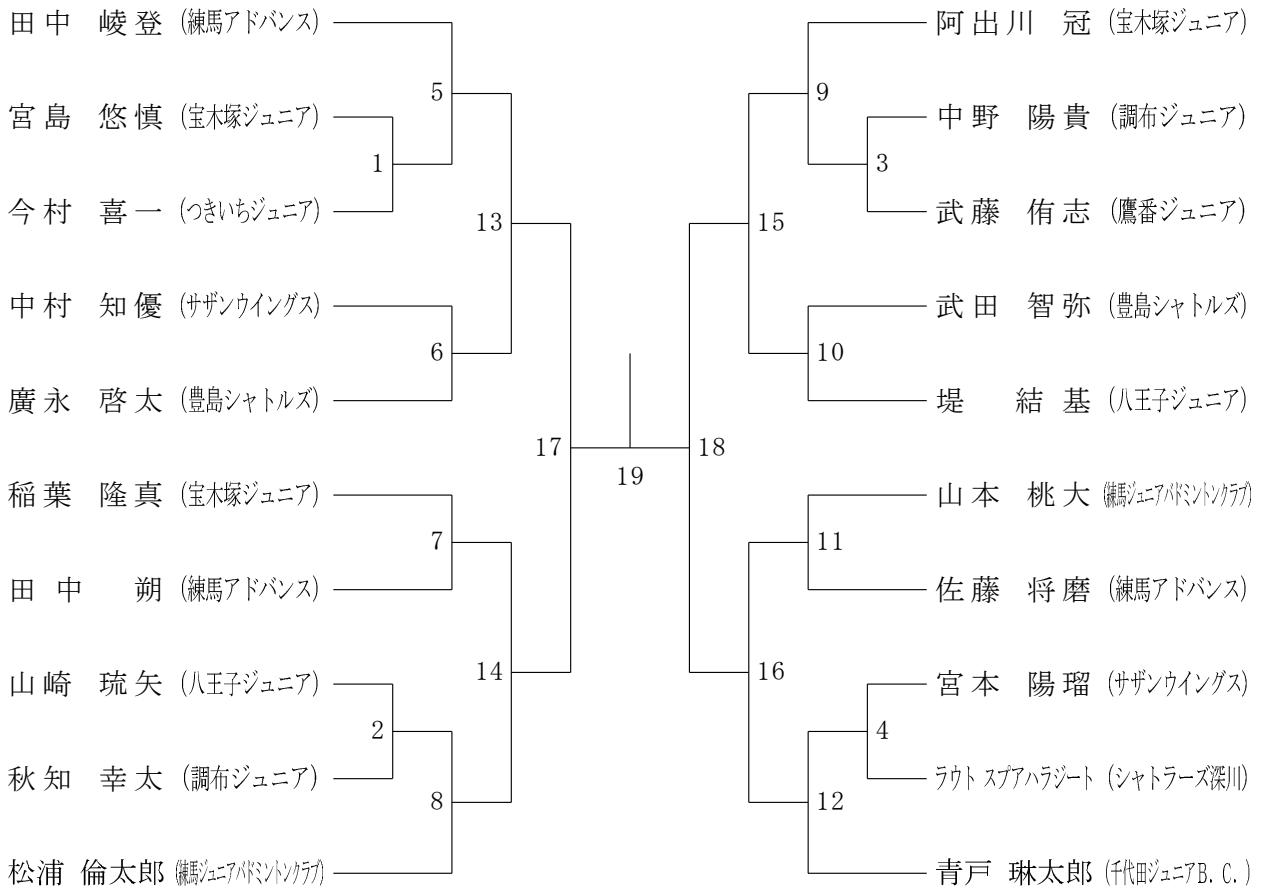 田中 崚登 (練馬アドバンス)
5
宮島 悠慎 (宝木塚ジュニア)
1
今村 喜一 (つきいちジュニア)
13
中村 知優 (サザンウイングス)
6
廣永 啓太 (豊島シャトルズ)
17
稲葉 隆真 (宝木塚ジュニア)
7
田中 朔 (練馬アドバンス)
14
山崎 琉矢 (八王子ジュニア)
2
秋知 幸太 (調布ジュニア)
8
松浦 倫太郎 (練馬ジュニアバドミントンクラブ)
19
阿出川 冠 (宝木塚ジュニア)
9
中野 陽貴 (調布ジュニア)
3
武藤 侑志 (鷹番ジュニア)
15
武田 智弥 (豊島シャトルズ)
10
堤 結基 (八王子ジュニア)
18
山本 桃大 (練馬ジュニアバドミントンクラブ)
11
佐藤 将磨 (練馬アドバンス)
16
宮本 陽瑠 (サザンウイングス)
4
ラウト スプアハラジート (シャトラーズ深川)
12
青戸 琳太郎 (千代田ジュニアB.C.)